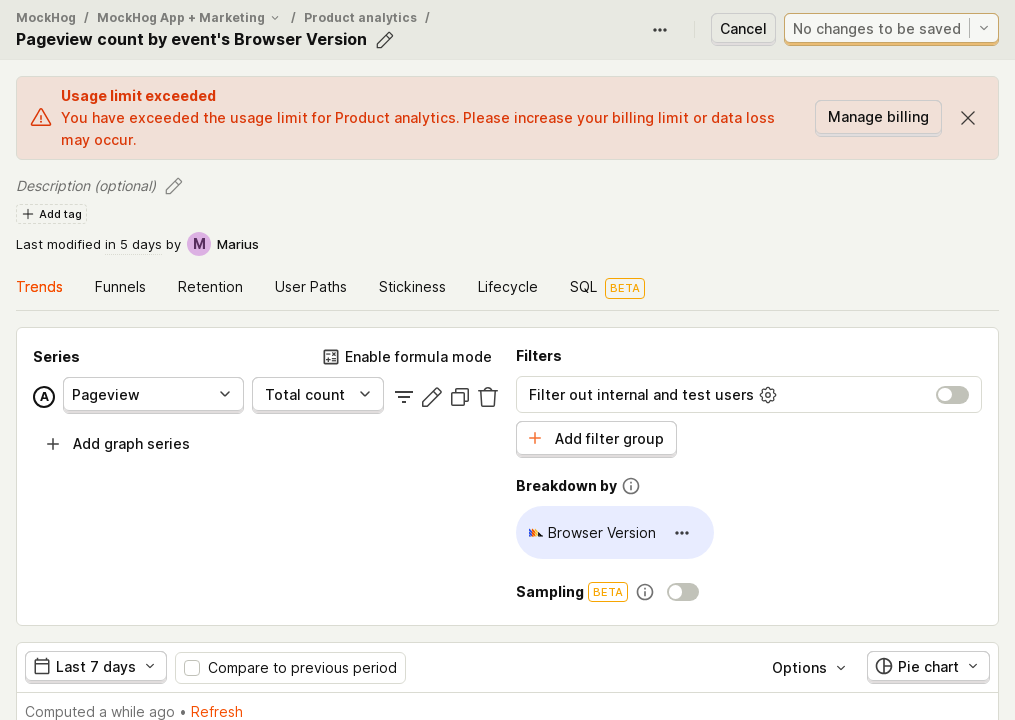 MockHog / MockHog App + Marketing / Product analytics /
Pageview count by event's Browser Version
Cancel
No changes to be saved
Usage limit exceeded
You have exceeded the usage limit for Product analytics. Please increase your billing limit or data loss
may occur.
Manage billing
Description (optional)
Add tag
Last modified in 5 days by M Marius
Trends Funnels Retention User Paths Stickiness Lifecycle SQL BETA
Series
Enable formula mode
A Pageview Total count
Add graph series
Filters
Filter out internal and test users
Add filter group
Breakdown by
Browser Version
Sampling BETA
Last 7 days
Compare to previous period
Options
Pie chart
Computed a while ago • Refresh